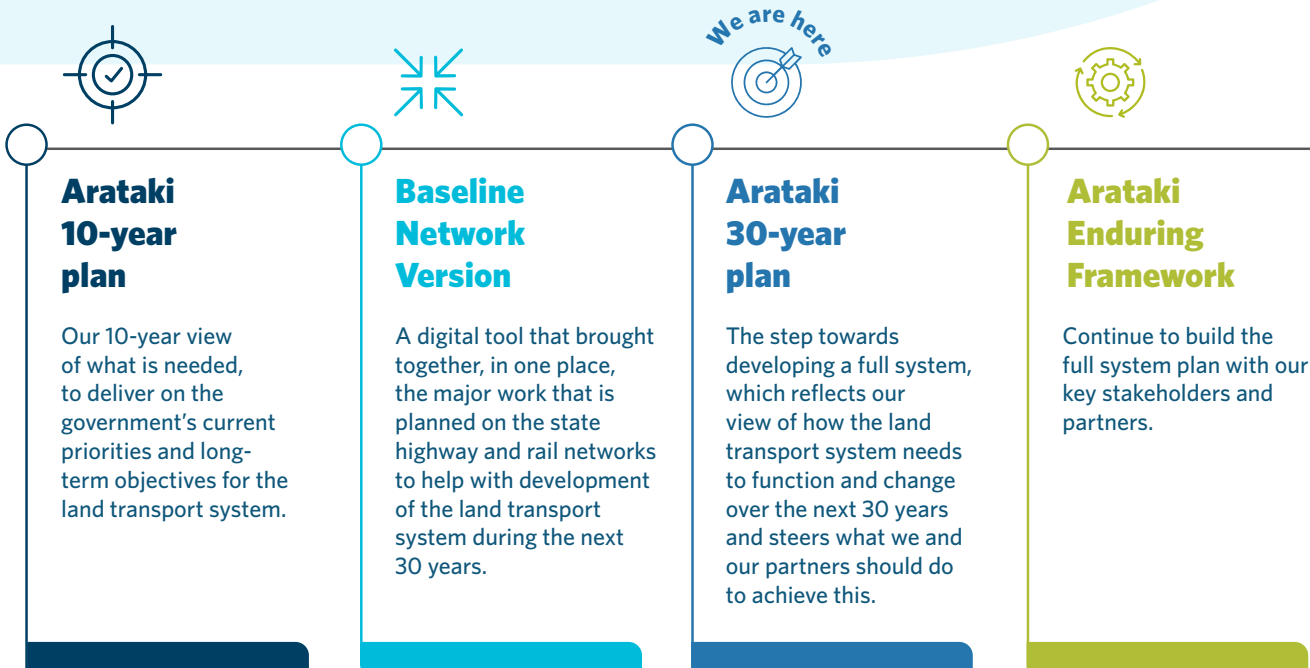 We are here
Arataki
10-year
plan
Our 10-year view
of what is needed,
to deliver on the
government's current
priorities and long-
term objectives for the
land transport system.
Baseline
Network
Version
A digital tool that brought
together, in one place,
the major work that is
planned on the state
highway and rail networks
to help with development
of the land transport
system during the next
30 years.
Arataki
30-year
plan
The step towards
developing a full system,
which reflects our
view of how the land
transport system needs
to function and change
over the next 30 years
and steers what we and
our partners should do
to achieve this.
Arataki
Enduring
Framework
Continue to build the
full system plan with our
key stakeholders and
partners.